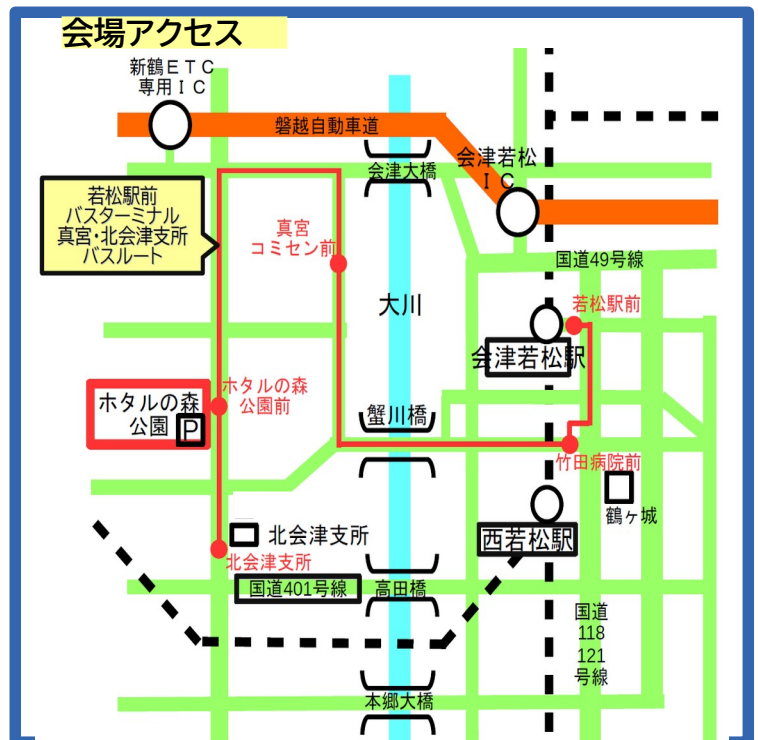 会場アクセス
新鶴ＥＴＣ
専用ＩＣ
磐越自動車道
会津若松
ＩＣ
会津大橋
若松駅前
バスターミナル
真宮・北会津支所
バスルート
真宮
コミセン前
国道49号線
大川
若松駅前
会津若松駅
ホタルの森
公園前
ホタルの森
公園 P
蟹川橋
竹田病院前
鶴ヶ城
西若松駅
北会津支所
北会津支所
国道401号線
高田橋
国道
118
121
号線
本郷大橋